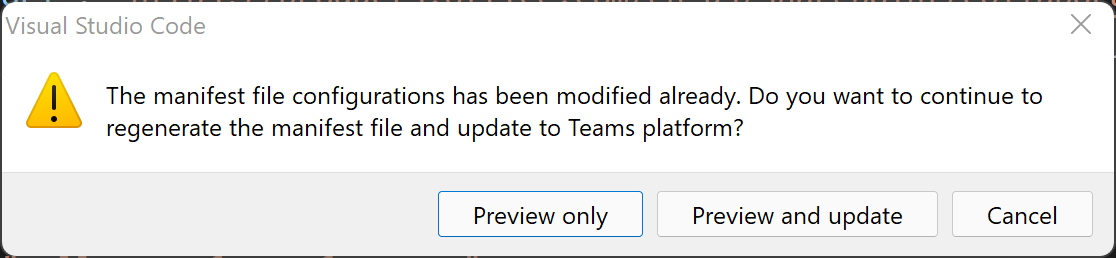 Visual Studio Code
The manifest file configurations has been modified already. Do you want to continue to
regenerate the manifest file and update to Teams platform?
Preview only
Preview and update
Cancel